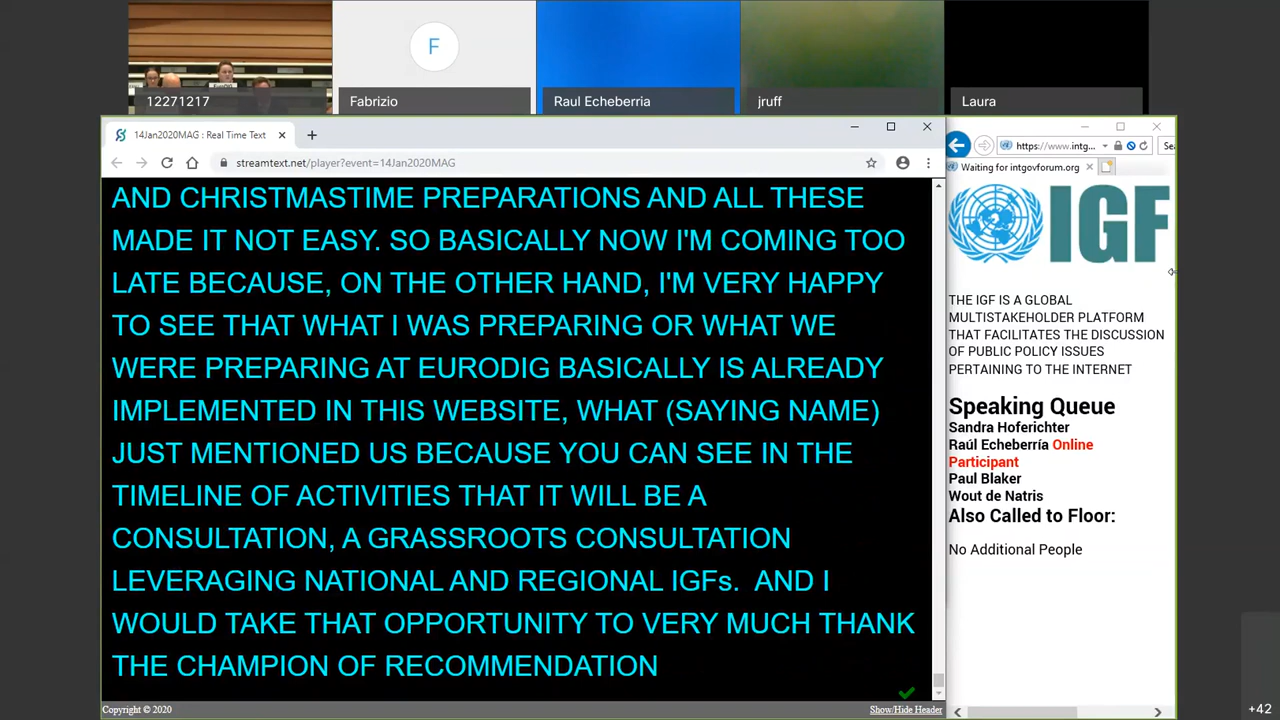 F
12271217
Fabrizio
Raul Echeberria
jruff
Laura
14Jan2020MAG : Real Time Text
streamtext.net/player?event=14Jan2020MAG
AND CHRISTMASTIME PREPARATIONS AND ALL THESE
MADE IT NOT EASY. SO BASICALLY NOW I'M COMING TOO
LATE BECAUSE, ON THE OTHER HAND, I'M VERY HAPPY
TO SEE THAT WHAT I WAS PREPARING OR WHAT WE
WERE PREPARING AT EURODIG BASICALLY IS ALREADY
IMPLEMENTED IN THIS WEBSITE, WHAT (SAYING NAME)
JUST MENTIONED US BECAUSE YOU CAN SEE IN THE
TIMELINE OF ACTIVITIES THAT IT WILL BE A
CONSULTATION, A GRASSROOTS CONSULTATION
LEVERAGING NATIONAL AND REGIONAL IGFs.  AND I
WOULD TAKE THAT OPPORTUNITY TO VERY MUCH THANK
THE CHAMPION OF RECOMMENDATION
Copyright © 2020
Show/Hide Header
https://www.intg...
Sea
Waiting for intgovforum.org
IGF
THE IGF IS A GLOBAL
MULTISTAKEHOLDER PLATFORM
THAT FACILITATES THE DISCUSSION
OF PUBLIC POLICY ISSUES
PERTAINING TO THE INTERNET
Speaking Queue
Sandra Hoferichter
Raúl Echeberría Online
Participant
Paul Blaker
Wout de Natris
Also Called to Floor:
No Additional People
+42